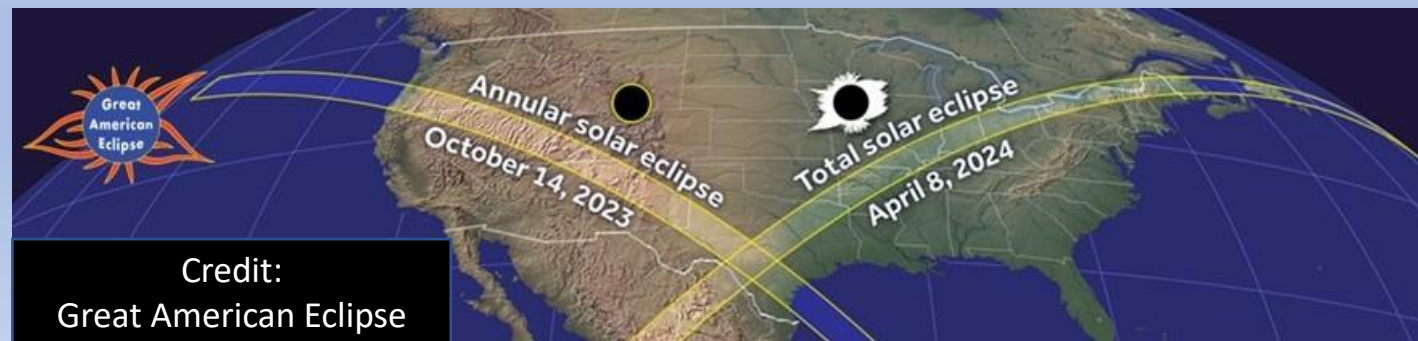 Great
American
Eclipse
Annular solar eclipse
October 14, 2023
Total solar eclipse
April 8, 2024
Credit:
Great American Eclipse